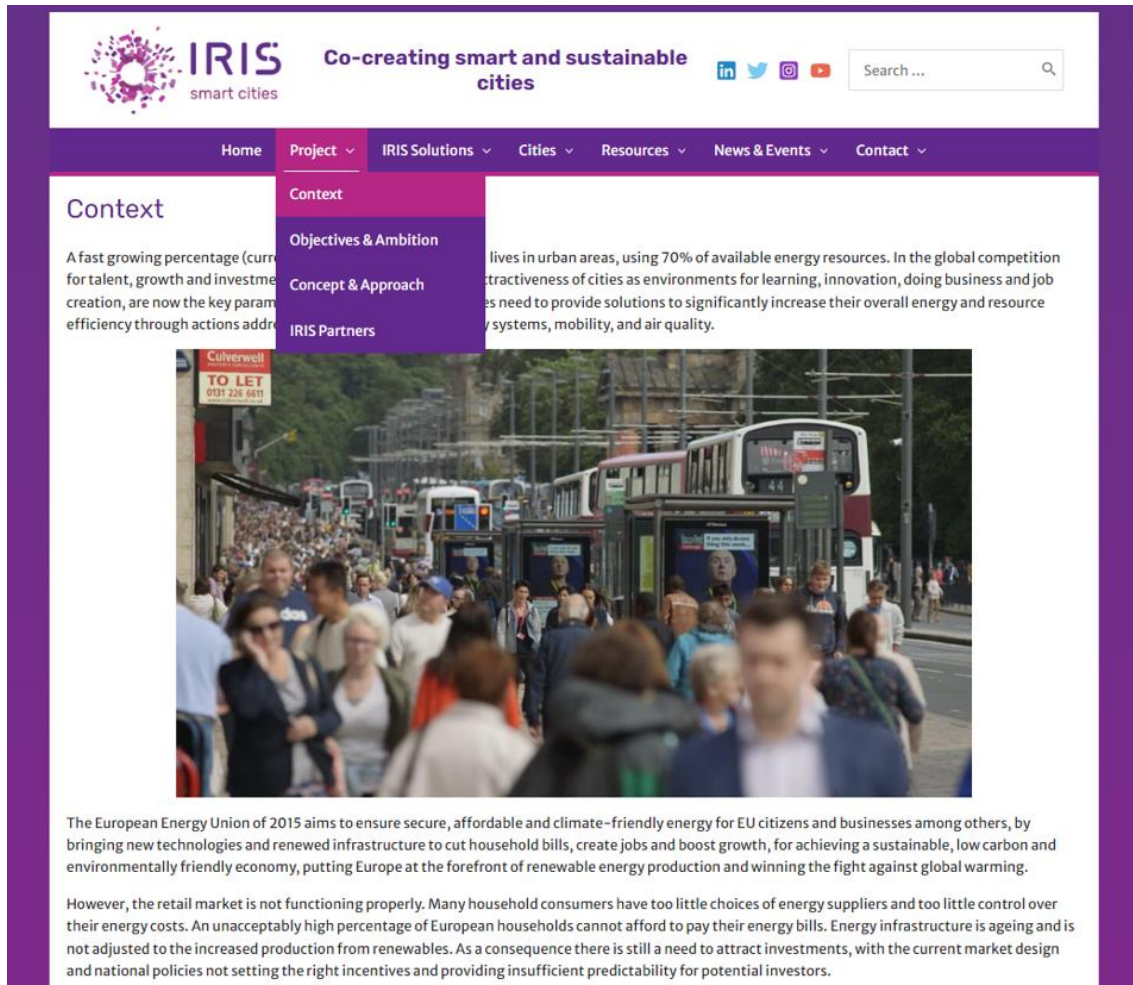 IRIS
smart cities
Co-creating smart and sustainable
cities
in
Search ...
Home Project IRIS Solutions Cities Resources News & Events Contact
Context
Objectives & Ambition
Concept & Approach
IRIS Partners
Context
A fast growing percentage (curr lives in urban areas, using 70% of available energy resources. In the global competition
for talent, growth and investme ttractiveness of cities as environments for learning, innovation, doing business and job
creation, are now the key param es need to provide solutions to significantly increase their overall energy and resource
efficiency through actions addre y systems, mobility, and air quality.
Culverwell
TO LET
0131 226 6611
44
If you only do one
thing this week...
The European Energy Union of 2015 aims to ensure secure, affordable and climate-friendly energy for EU citizens and businesses among others, by
bringing new technologies and renewed infrastructure to cut household bills, create jobs and boost growth, for achieving a sustainable, low carbon and
environmentally friendly economy, putting Europe at the forefront of renewable energy production and winning the fight against global warming.
However, the retail market is not functioning properly. Many household consumers have too little choices of energy suppliers and too little control over
their energy costs. An unacceptably high percentage of European households cannot afford to pay their energy bills. Energy infrastructure is ageing and is
not adjusted to the increased production from renewables. As a consequence there is still a need to attract investments, with the current market design
and national policies not setting the right incentives and providing insufficient predictability for potential investors.